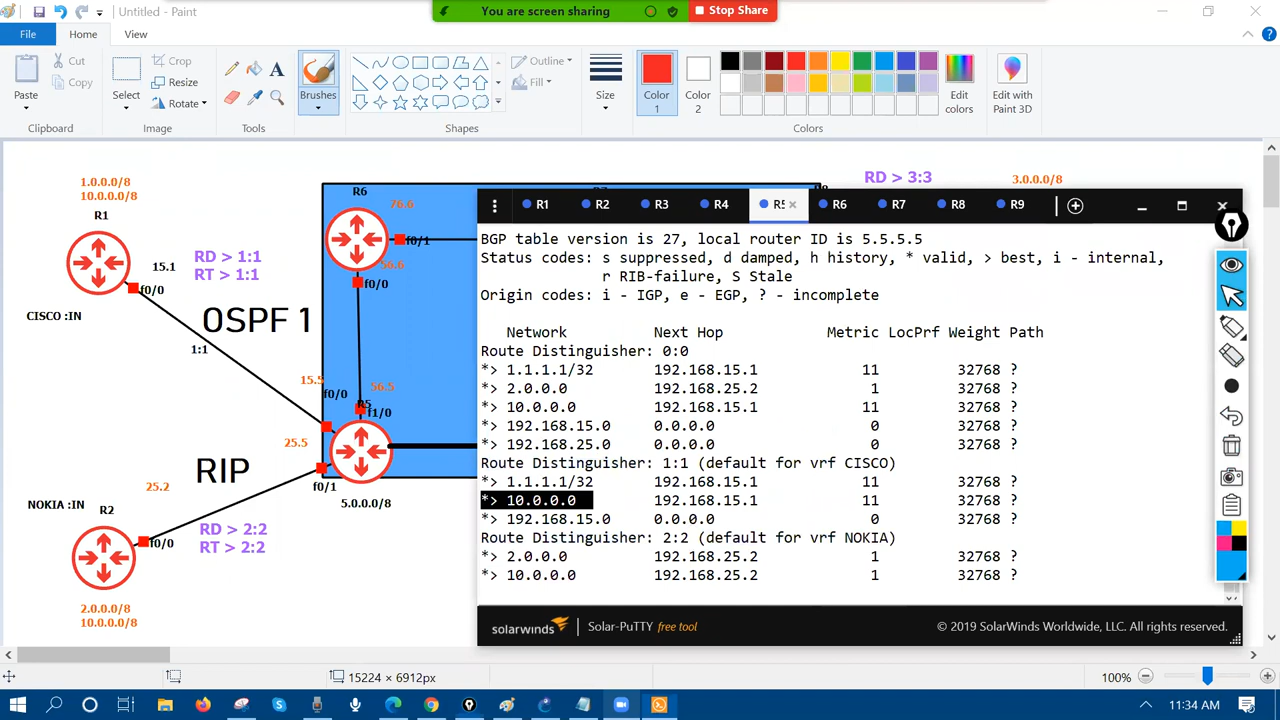 Untitled - Paint
You are screen sharing
Stop Share
File
Home
View
Paste
Cut
Copy
Clipboard
Select
Crop
Resize
Rotate
Image
Tools
Brushes
Shapes
Outline
Fill
Size
Color
1
Color
2
Edit
colors
Edit with
Paint 3D
Colors
1.0.0.0/8
10.0.0.0/8
R1
15.1
f0/0
CISCO :IN
RD > 1:1
RT > 1:1
OSPF 1
1:1
15.5
f0/0
R6
76.6
f0/1
56.6
f0/0
56.5
R5
f1/0
25.5
f0/1
5.0.0.0/8
RIP
25.2
NOKIA :IN
R2
RD > 2:2
RT > 2:2
f0/0
2.0.0.0/8
10.0.0.0/8
RD > 3:3
3.0.0.0/8
R1
R2
R3
R4
R5
R6
R7
R8
R9
BGP table version is 27, local router ID is 5.5.5.5
Status codes: s suppressed, d damped, h history, * valid, > best, i - internal,
r RIB-failure, S Stale
Origin codes: i - IGP, e - EGP, ? - incomplete
Network Next Hop Metric LocPrf Weight Path
Route Distinguisher: 0:0
*> 1.1.1.1/32 192.168.15.1 11 32768 ?
*> 2.0.0.0 192.168.25.2 1 32768 ?
*> 10.0.0.0 192.168.15.1 11 32768 ?
*> 192.168.15.0 0.0.0.0 0 32768 ?
*> 192.168.25.0 0.0.0.0 0 32768 ?
Route Distinguisher: 1:1 (default for vrf CISCO)
*> 1.1.1.1/32 192.168.15.1 11 32768 ?
*> 10.0.0.0 192.168.15.1 11 32768 ?
*> 192.168.15.0 0.0.0.0 0 32768 ?
Route Distinguisher: 2:2 (default for vrf NOKIA)
*> 2.0.0.0 192.168.25.2 1 32768 ?
*> 10.0.0.0 192.168.25.2 1 32768 ?
solarwinds
Solar-PuTTY free tool
© 2019 SolarWinds Worldwide, LLC. All rights reserved.
15224 × 6912px
100%
11:34 AM